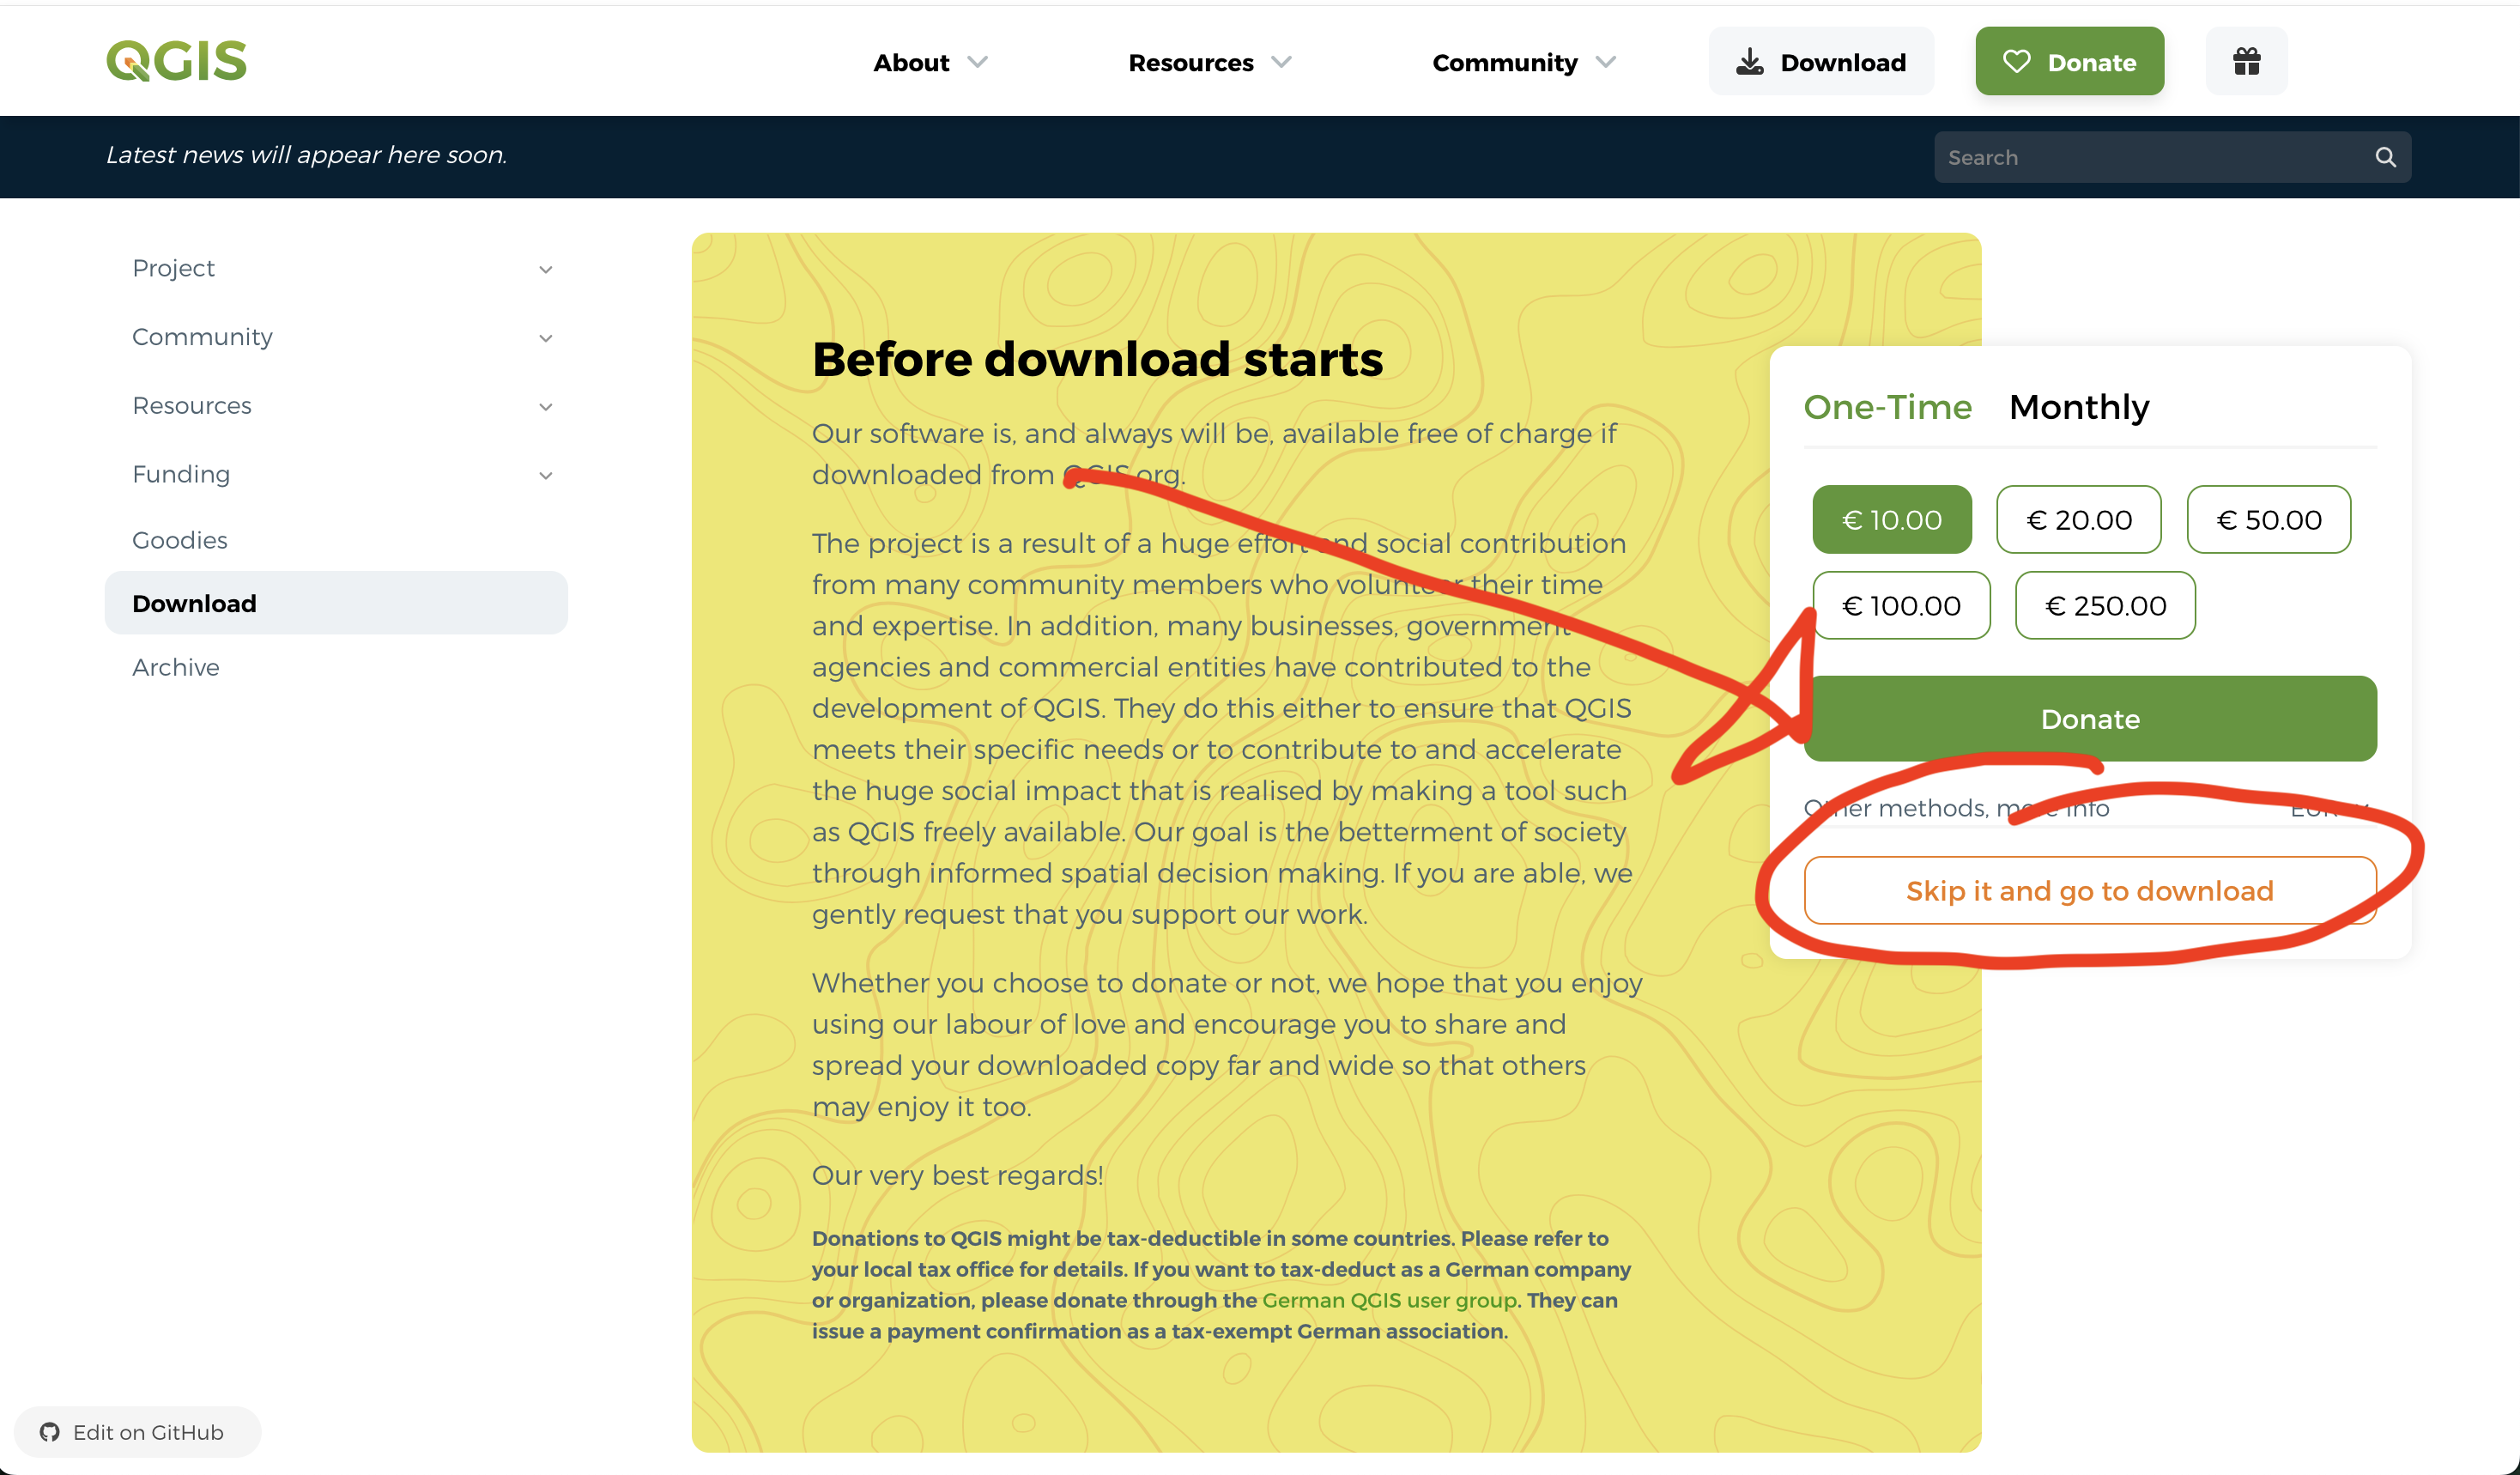 QGIS
About
Resources
Community
Download
Donate
Latest news will appear here soon.
Search
Project
Community
Resources
Funding
Goodies
Download
Archive
Before download starts
Our software is, and always will be, available free of charge if
downloaded from QGIS.org.
The project is a result of a huge effort and social contribution
from many community members who volunteer their time
and expertise. In addition, many businesses, government
agencies and commercial entities have contributed to the
development of QGIS. They do this either to ensure that QGIS
meets their specific needs or to contribute to and accelerate
the huge social impact that is realised by making a tool such
as QGIS freely available. Our goal is the betterment of society
through informed spatial decision making. If you are able, we
gently request that you support our work.
Whether you choose to donate or not, we hope that you enjoy
using our labour of love and encourage you to share and
spread your downloaded copy far and wide so that others
may enjoy it too.
Our very best regards!
Donations to QGIS might be tax-deductible in some countries. Please refer to
your local tax office for details. If you want to tax-deduct as a German company
or organization, please donate through the German QGIS user group. They can
issue a payment confirmation as a tax-exempt German association.
One-Time Monthly
€ 10.00 € 20.00 € 50.00
€ 100.00 € 250.00
Donate
Other methods, more info EUR
Skip it and go to download
Edit on GitHub